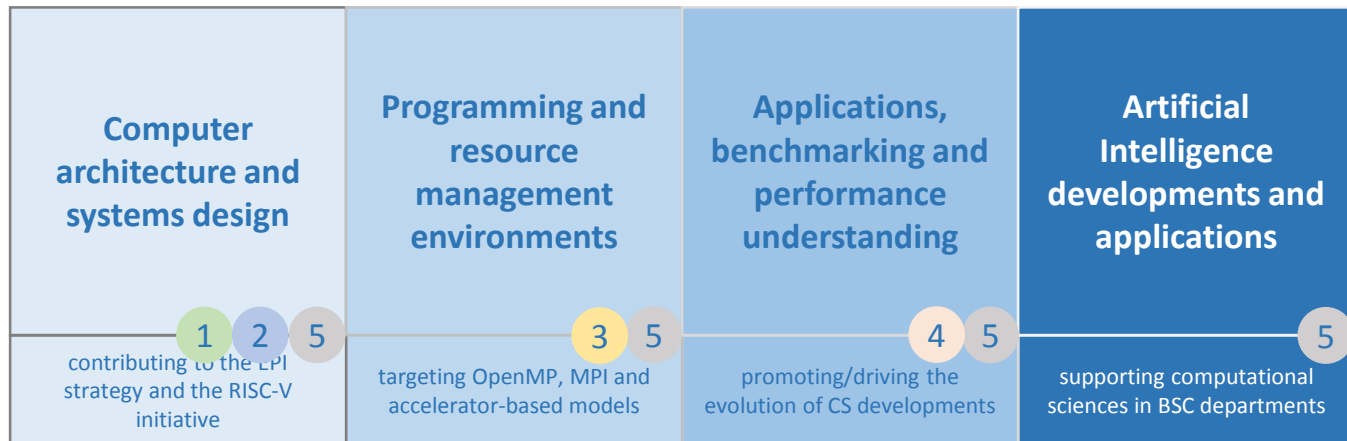 Computer
architecture and
systems design
1 2 5
contributing to the EPI
strategy and the RISC-V
initiative
Programming and
resource
management
environments
3 5
targeting OpenMP, MPI and
accelerator-based models
Applications,
benchmarking and
performance
understanding
4 5
promoting/driving the
evolution of CS developments
Artificial
Intelligence
developments and
applications
5
supporting computational
sciences in BSC departments